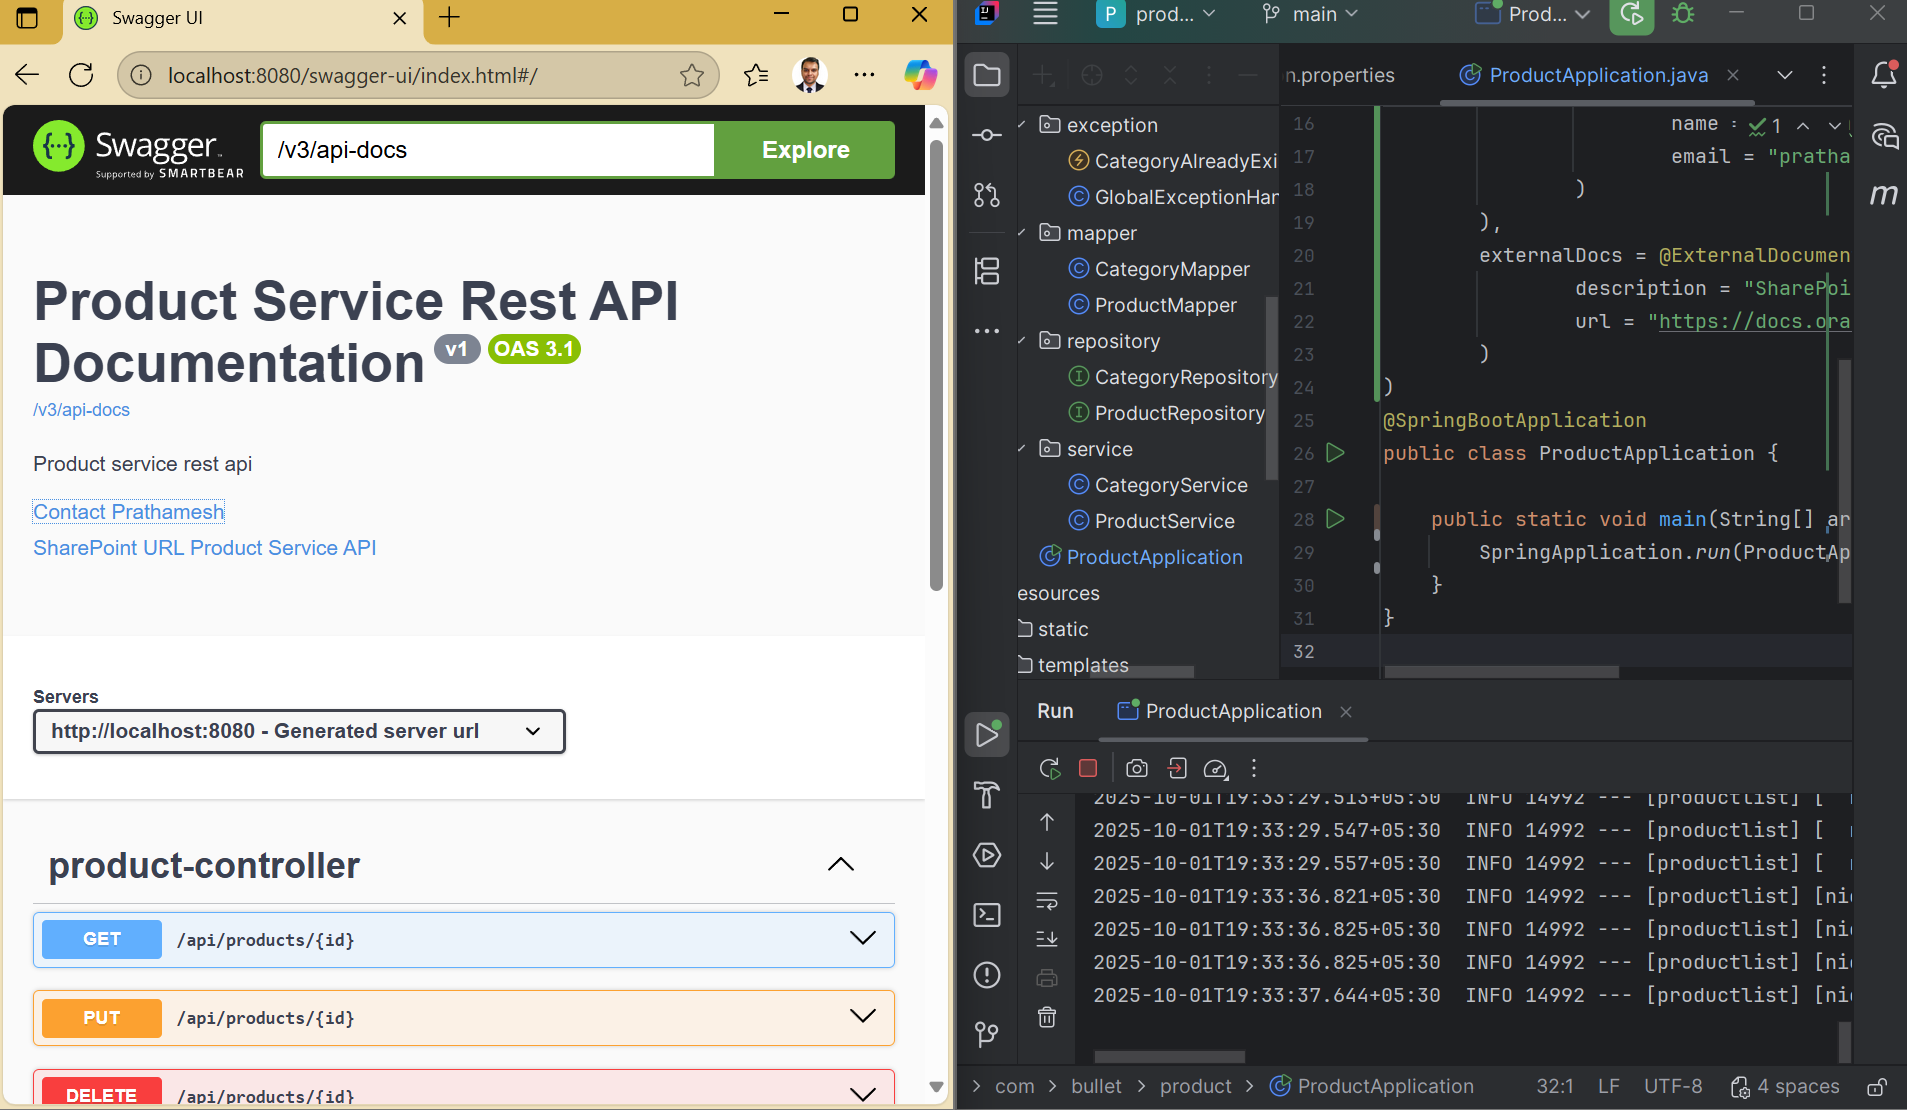 Swagger UI
localhost:8080/swagger-ui/index.html#/
Swagger
Supported by SMARTBEAR
/v3/api-docs
Explore
Product Service Rest API
Documentation v1 OAS 3.1
/v3/api-docs
Product service rest api
Contact Prathamesh
SharePoint URL Product Service API
Servers
http://localhost:8080 - Generated server url
product-controller
GET /api/products/{id}
PUT /api/products/{id}
DELETE /api/products/{id}
P prod... main Prod...
n.properties ProductApplication.java
exception
CategoryAlreadyExi
GlobalExceptionHan
mapper
CategoryMapper
ProductMapper
repository
CategoryRepository
ProductRepository
service
CategoryService
ProductService
ProductApplication
esources
static
templates
16 name = 1
17 email = "pratha
18 )
19 ),
20 externalDocs = @ExternalDocumen
21 description = "SharePoi
22 url = "https://docs.ora
23 )
24 )
25 @SpringBootApplication
26 public class ProductApplication {
27
28 public static void main(String[] ar
29 SpringApplication.run(ProductAp
30 }
31 }
32
m
Run ProductApplication
2025-10-01T19:33:29.513+05:30 INFO 14992 --- [productlist] [
2025-10-01T19:33:29.547+05:30 INFO 14992 --- [productlist] [
2025-10-01T19:33:29.557+05:30 INFO 14992 --- [productlist] [
2025-10-01T19:33:36.821+05:30 INFO 14992 --- [productlist] [nio
2025-10-01T19:33:36.825+05:30 INFO 14992 --- [productlist] [nio
2025-10-01T19:33:36.825+05:30 INFO 14992 --- [productlist] [nio
2025-10-01T19:33:37.644+05:30 INFO 14992 --- [productlist] [nio
com > bullet > product > ProductApplication 32:1 LF UTF-8 4 spaces